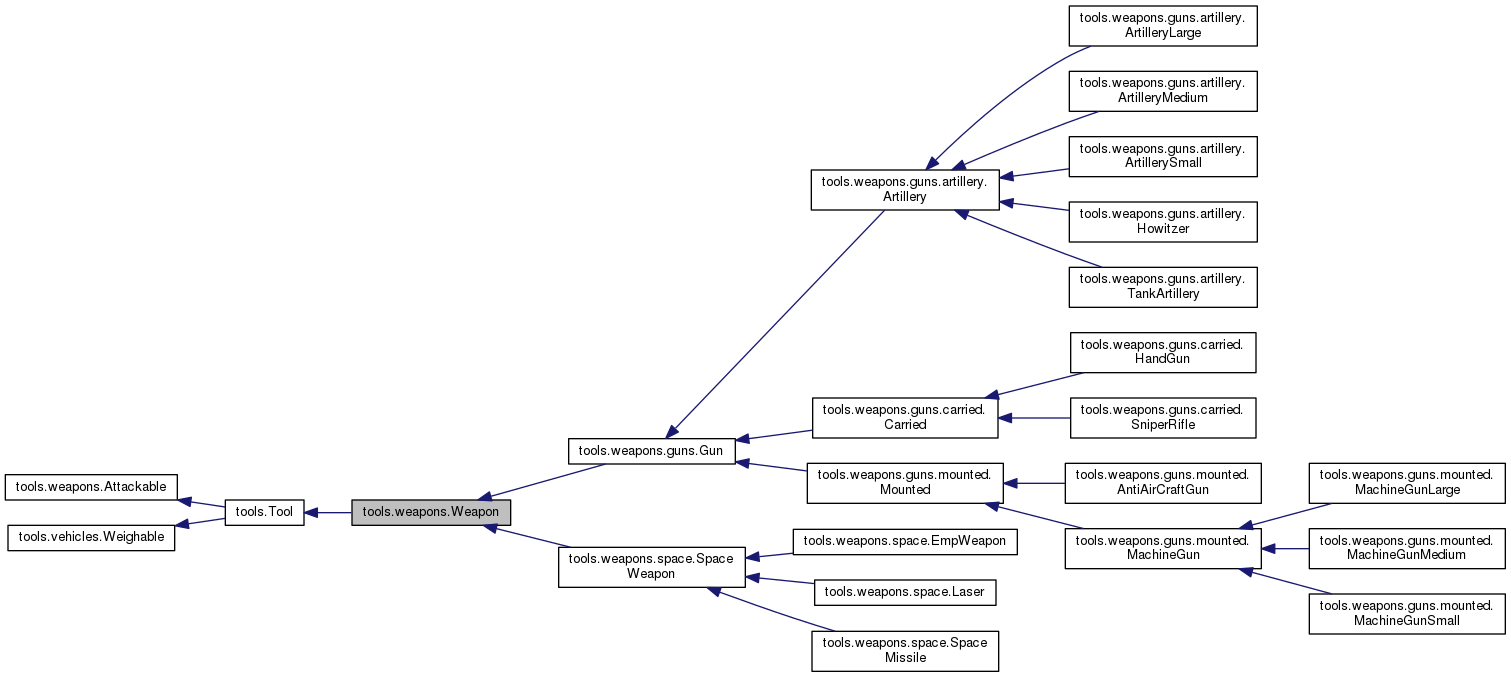 tools.weapons.Attackable
tools.vehicles.Weighable
tools.Tool
tools.weapons.Weapon
tools.weapons.guns.Gun
tools.weapons.space.Space
Weapon
tools.weapons.guns.artillery.
Artillery
tools.weapons.guns.carried.
Carried
tools.weapons.guns.mounted.
Mounted
tools.weapons.space.EmpWeapon
tools.weapons.space.Laser
tools.weapons.space.Space
Missile
tools.weapons.guns.artillery.
ArtilleryLarge
tools.weapons.guns.artillery.
ArtilleryMedium
tools.weapons.guns.artillery.
ArtillerySmall
tools.weapons.guns.artillery.
Howitzer
tools.weapons.guns.artillery.
TankArtillery
tools.weapons.guns.carried.
HandGun
tools.weapons.guns.carried.
SniperRifle
tools.weapons.guns.mounted.
AntiAirCraftGun
tools.weapons.guns.mounted.
MachineGun
tools.weapons.guns.mounted.
MachineGunLarge
tools.weapons.guns.mounted.
MachineGunMedium
tools.weapons.guns.mounted.
MachineGunSmall